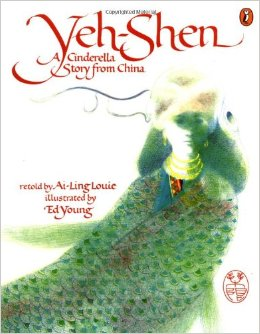 Yeh-Shen
A Cinderella
Story from China
retold by Ai-Ling Louie
illustrated by
Ed Young